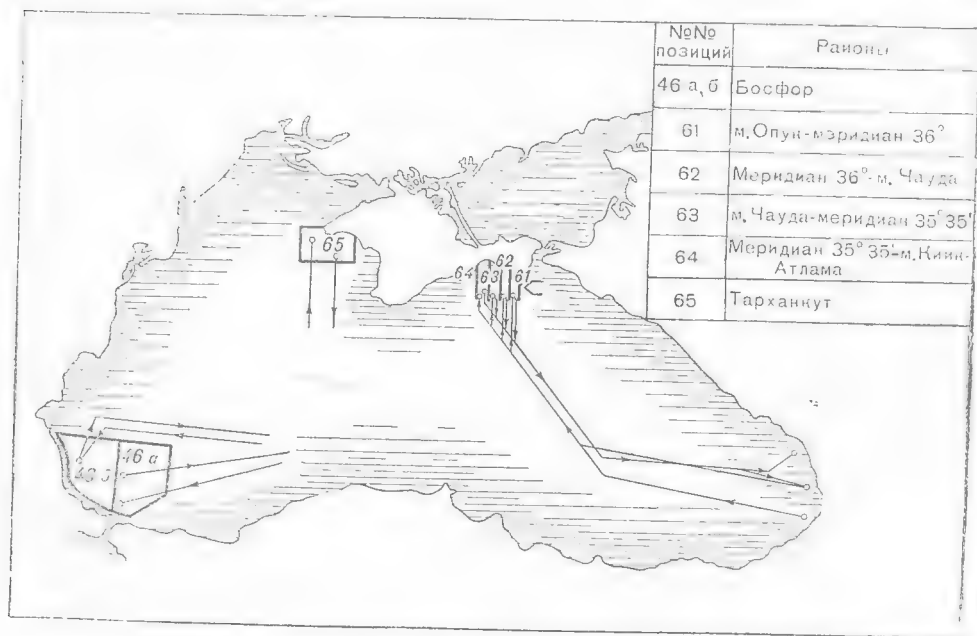 №№ позиций Районы
46 а, б Босфор
61 м. Опук-мэридиан 36°
62 Меридиан 36°-м. Чауда
63 м. Чауда-меридиан 35° 35'
64 Меридиан 35° 35'-м. Киик-
Атлама
65 Тарханкут
65
64 63 62 61
46 а